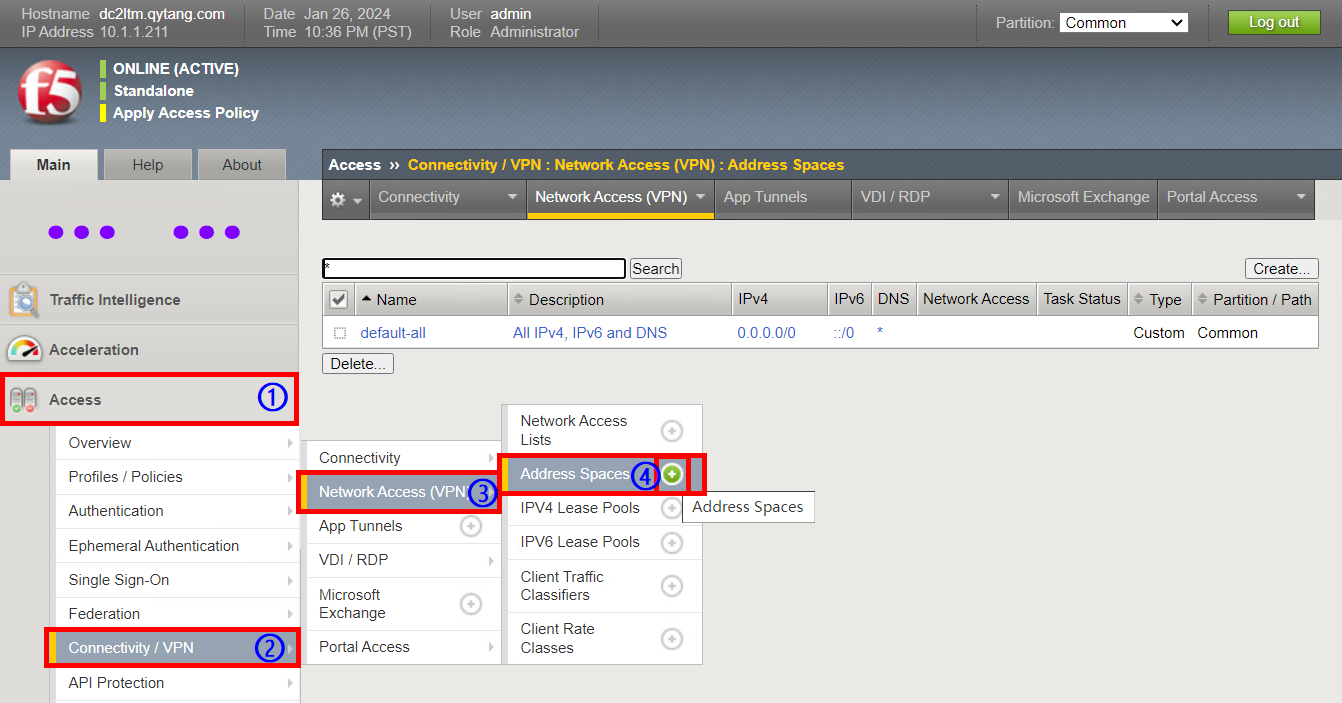 Hostname dc2ltm.qytang.com
IP Address 10.1.1.211
Date Jan 26, 2024
Time 10:36 PM (PST)
User admin
Role Administrator
Partition: Common
Log out
f5
ONLINE (ACTIVE)
Standalone
Apply Access Policy
Main
Help
About
Access ›› Connectivity / VPN : Network Access (VPN) : Address Spaces
Connectivity
Network Access (VPN)
App Tunnels
VDI / RDP
Microsoft Exchange
Portal Access
*
Search
Create...
Name
Description
IPv4
IPv6
DNS
Network Access
Task Status
Type
Partition / Path
default-all
All IPv4, IPv6 and DNS
0.0.0.0/0
::/0
*
Custom
Common
Delete...
Traffic Intelligence
Acceleration
Access ①
Overview
Profiles / Policies
Authentication
Ephemeral Authentication
Single Sign-On
Federation
Connectivity / VPN ②
API Protection
Connectivity
Network Access (VPN) ③
App Tunnels
VDI / RDP
Microsoft
Exchange
Portal Access
Network Access
Lists
Address Spaces ④
IPV4 Lease Pools
IPV6 Lease Pools
Client Traffic
Classifiers
Client Rate
Classes
Address Spaces